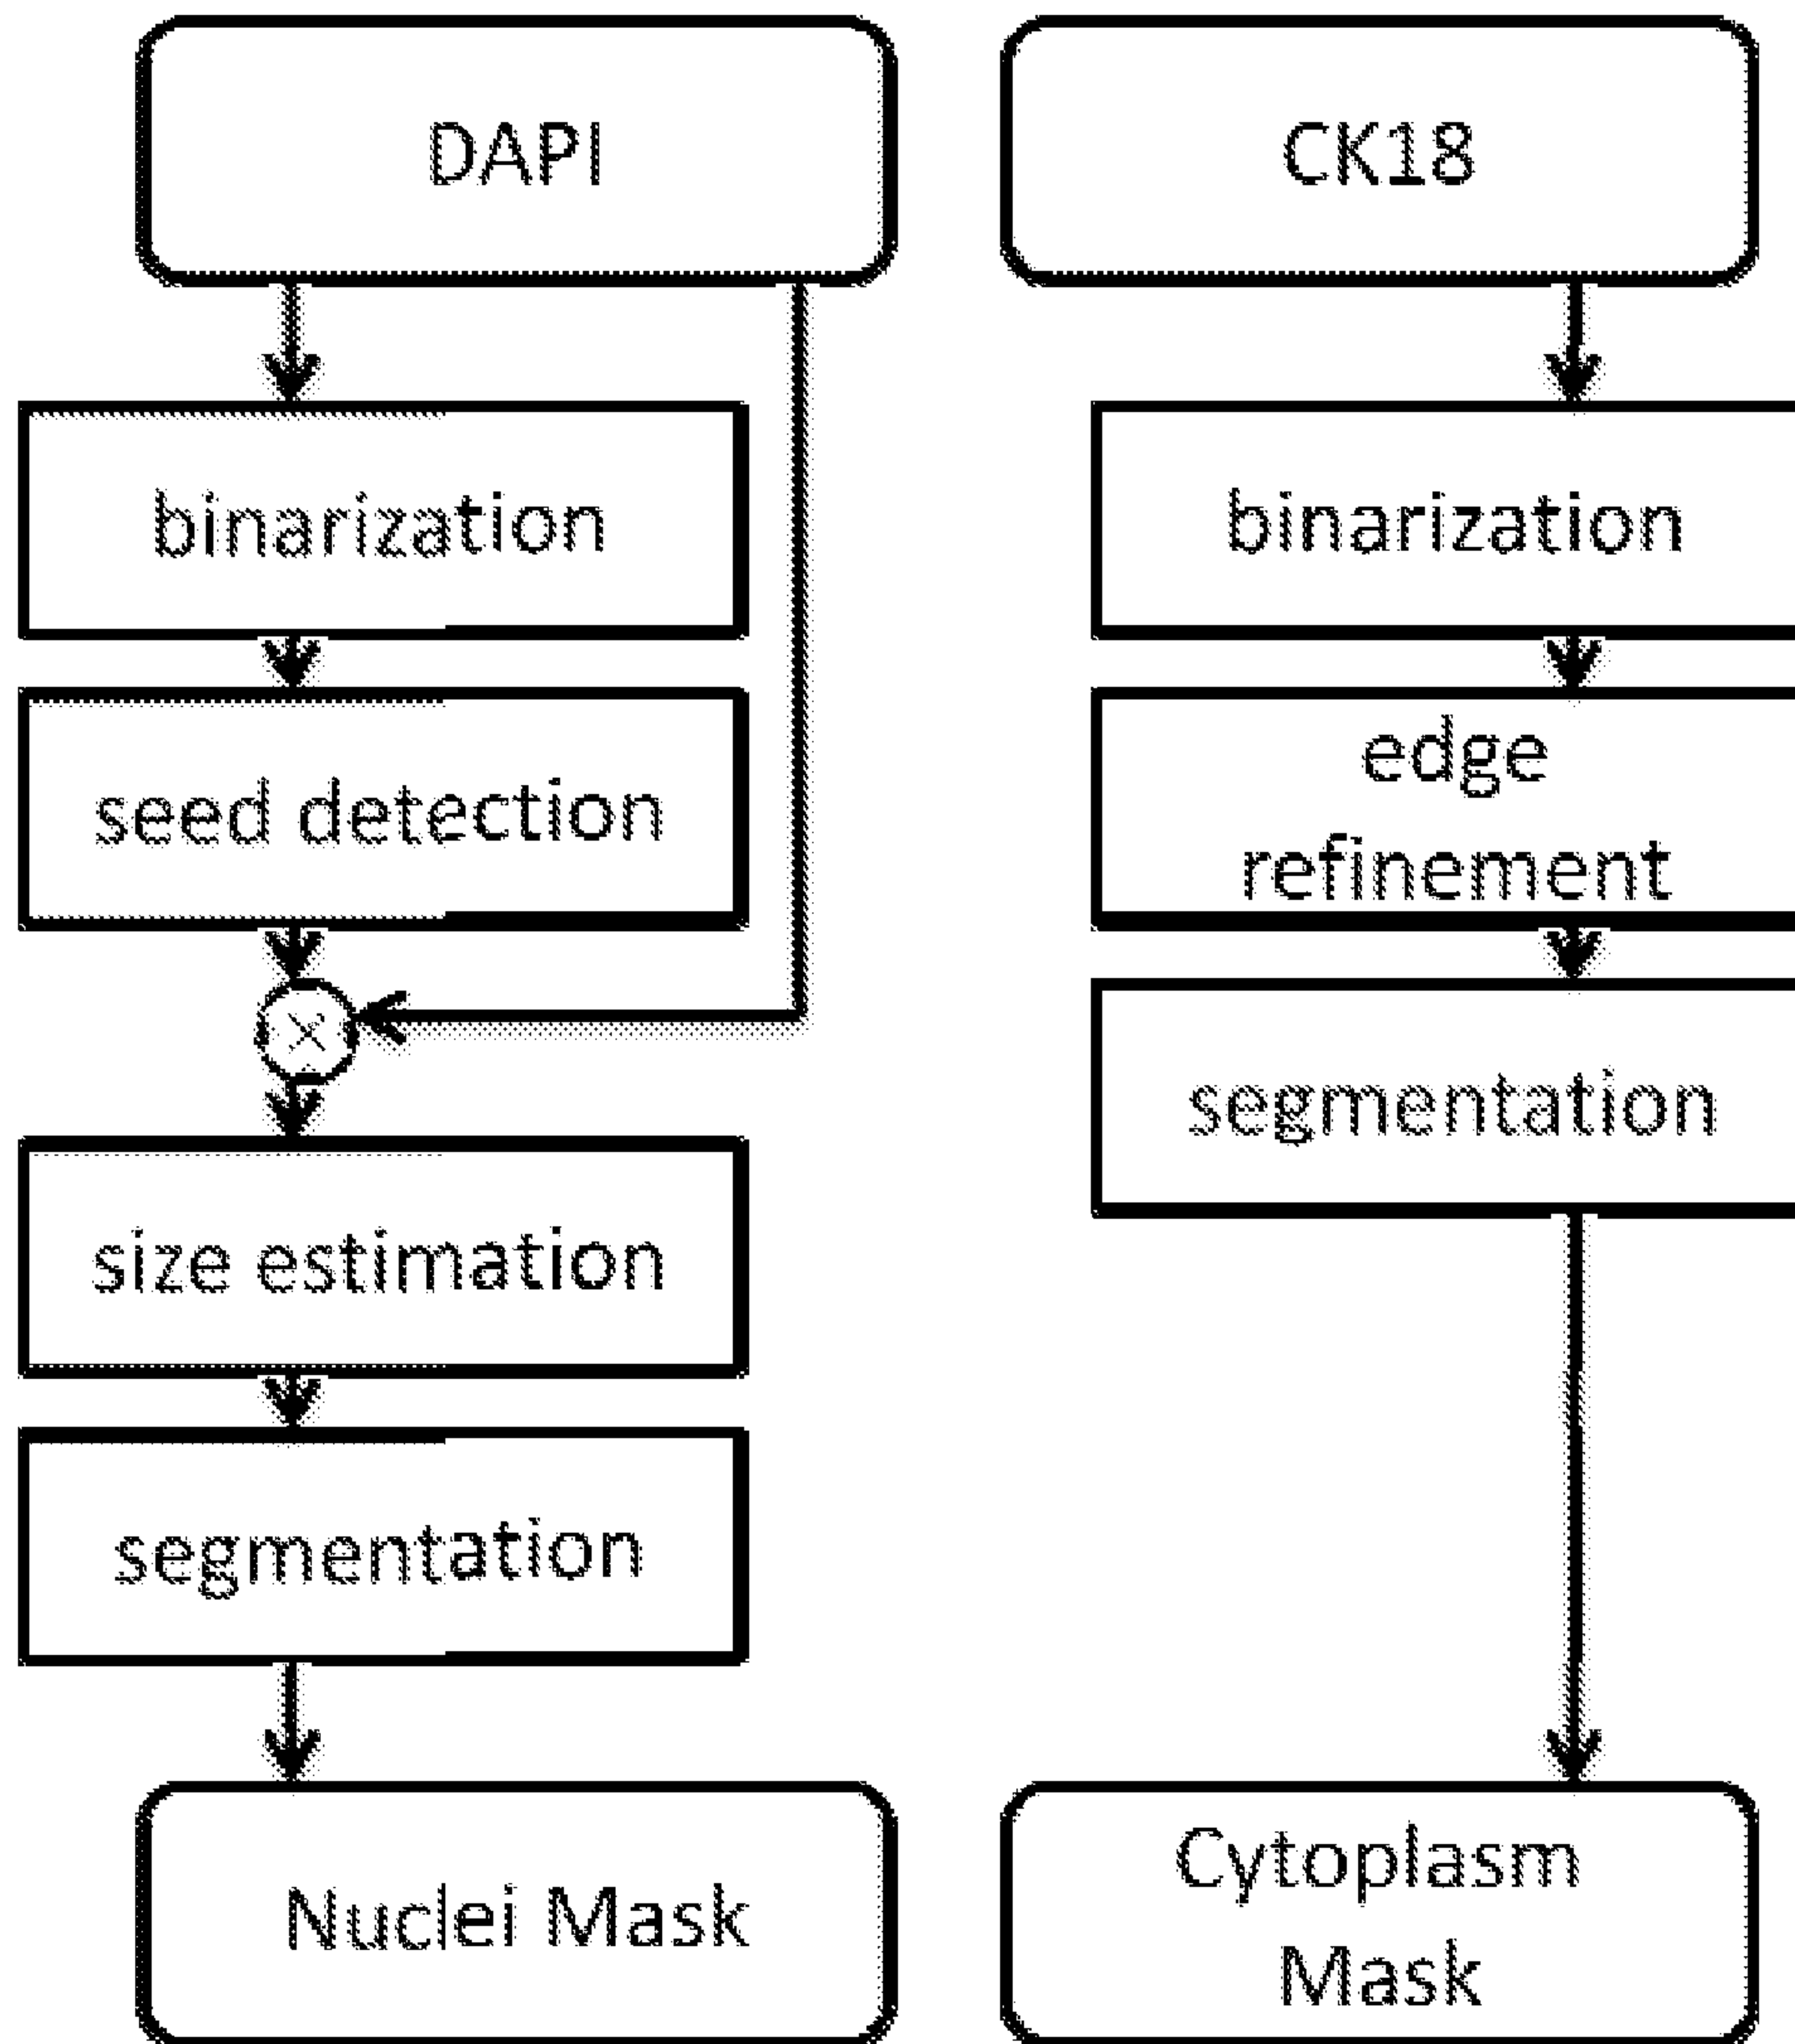 DAPI
binarization
seed detection
×
size estimation
segmentation
Nuclei Mask
CK18
binarization
edge
refinement
segmentation
Cytoplasm
Mask